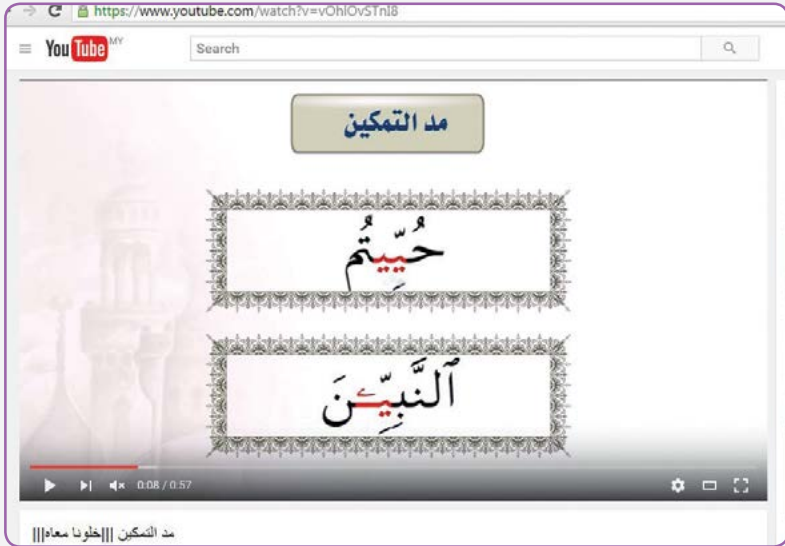 https://www.youtube.com/watch?v=vOhlOvSTnI8
YouTube MY
Search
مد التمكين
حُيِّيتُم
ٱلنَّبِيِّـۧنَ
0:08 / 0:57
مد التمكين |||خلونا معاه|||